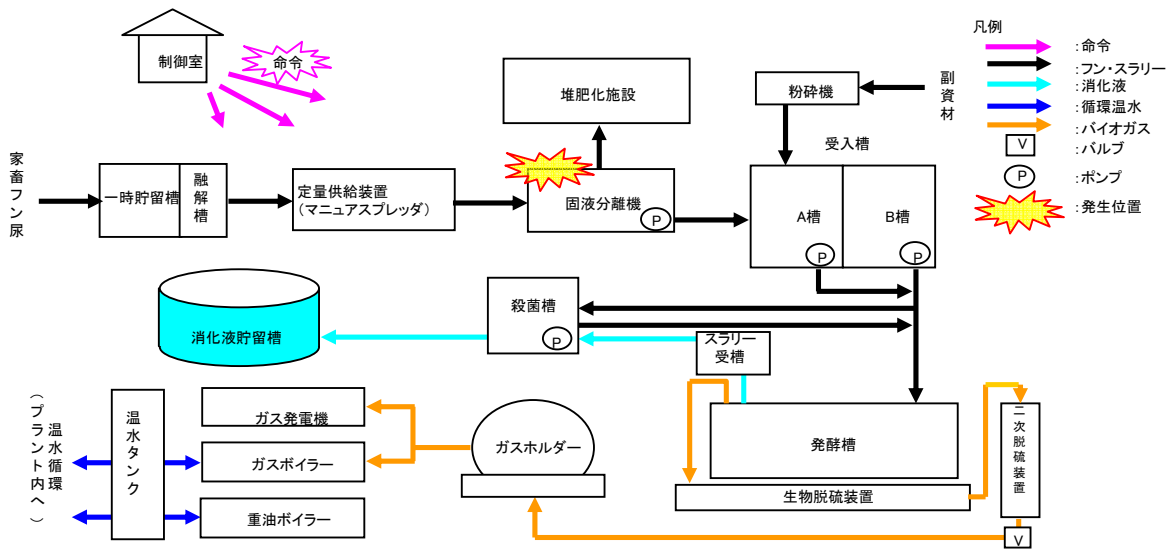 制御室
命令
堆肥化施設
粉砕機
副資材
凡例
:命令
:フン・スラリー
:消化液
:循環温水
:バイオガス
V
:バルブ
P
:ポンプ
:発生位置
家畜フン尿
一時貯留槽
融解槽
定量供給装置
(マニュアスプレッダ)
固液分離機
P
受入槽
A槽
B槽
P
P
消化液貯留槽
殺菌槽
P
スラリー
受槽
温水循環
(プラント内へ)
温水タンク
ガス発電機
ガスボイラー
重油ボイラー
ガスホルダー
発酵槽
生物脱硫装置
二次脱硫装置
V